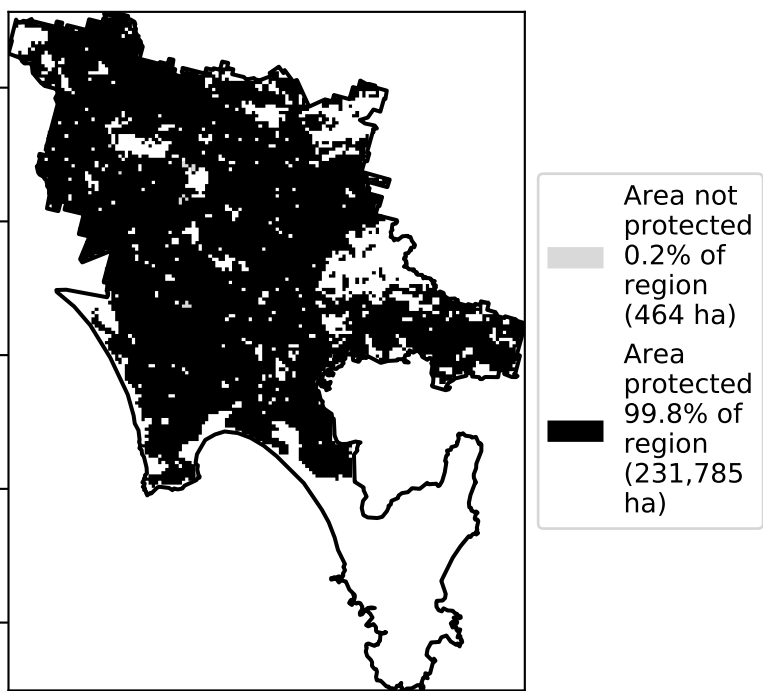 Area not
protected
0.2% of
region
(464 ha)
Area
protected
99.8% of
region
(231,785
ha)